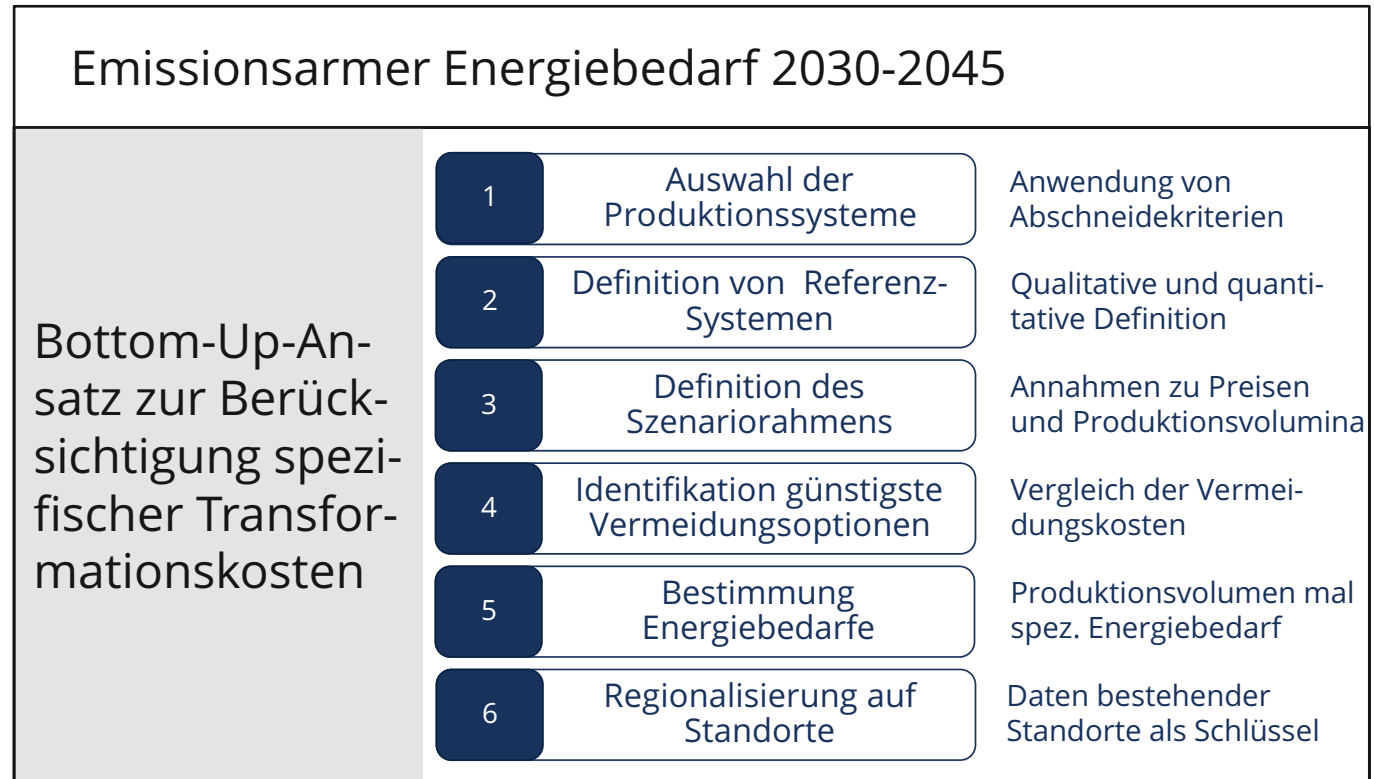 Emissionsarmer Energiebedarf 2030-2045
Bottom-Up-An-
satz zur Berück-
sichtigung spezi-
fischer Transfor-
mationskosten
1
Auswahl der
Produktionssysteme
Anwendung von
Abschneidekriterien
2
Definition von  Referenz-
Systemen
Qualitative und quanti-
tative Definition
3
Definition des
Szenariorahmens
Annahmen zu Preisen
und Produktionsvolumina
4
Identifikation günstigste
Vermeidungsoptionen
Vergleich der Vermei-
dungskosten
5
Bestimmung
Energiebedarfe
Produktionsvolumen mal
spez. Energiebedarf
6
Regionalisierung auf
Standorte
Daten bestehender
Standorte als Schlüssel